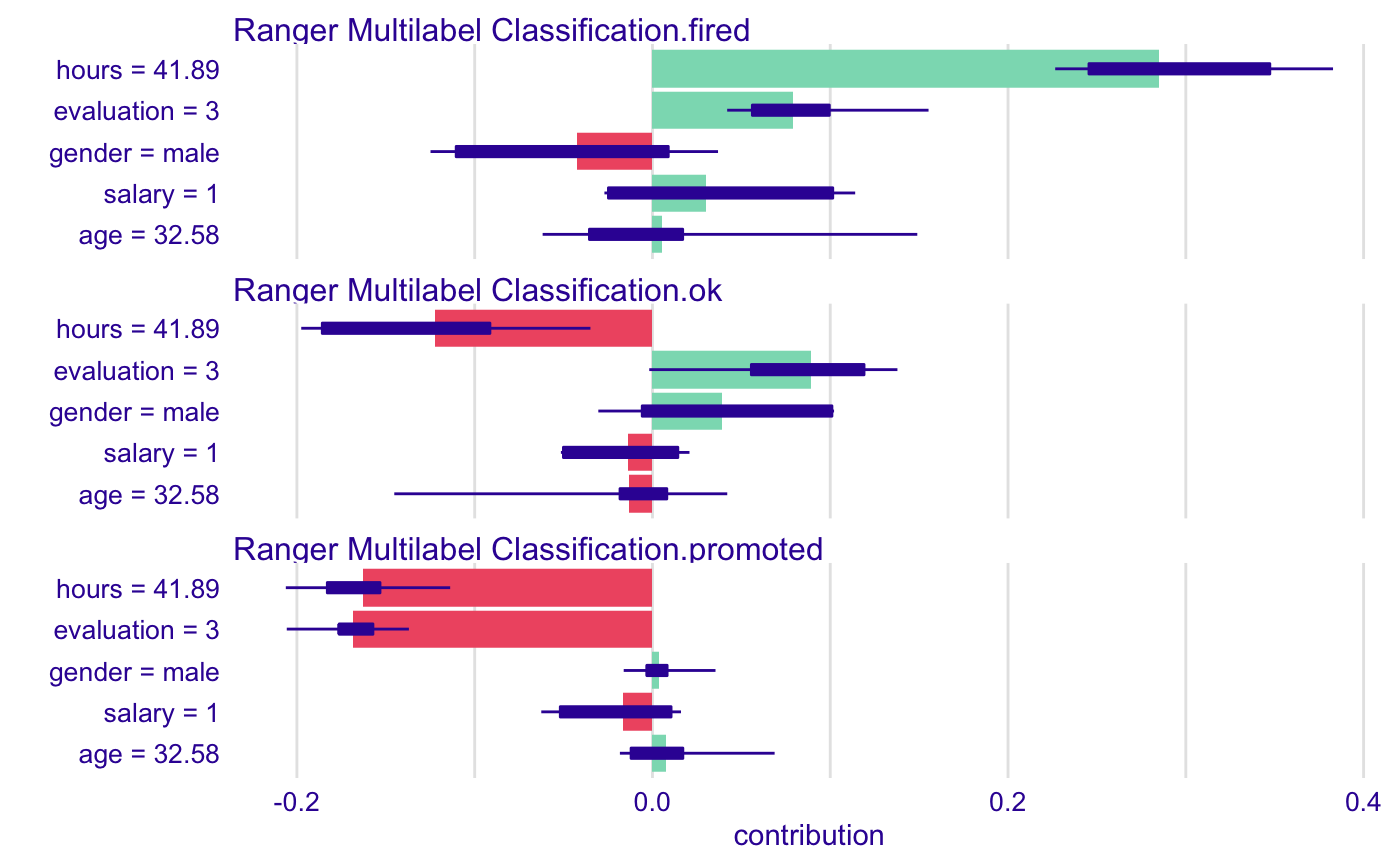 Ranger Multilabel Classification.fired
hours = 41.89
evaluation = 3
gender = male
salary = 1
age = 32.58
Ranger Multilabel Classification.ok
hours = 41.89
evaluation = 3
gender = male
salary = 1
age = 32.58
Ranger Multilabel Classification.promoted
hours = 41.89
evaluation = 3
gender = male
salary = 1
age = 32.58
-0.2 0.0 0.2 0.4
contribution